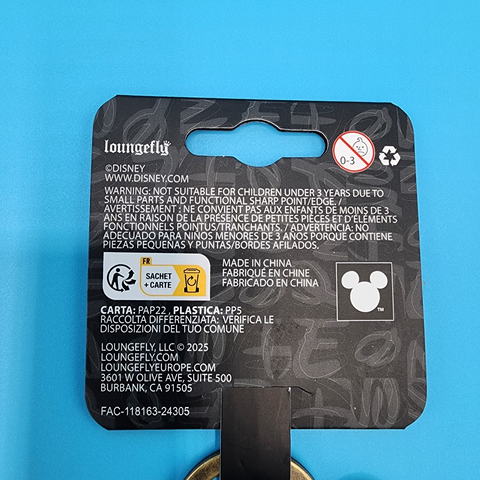 loungefly
©DISNEY
WWW.DISNEY.COM
0-3
WARNING: NOT SUITABLE FOR CHILDREN UNDER 3 YEARS DUE TO
SMALL PARTS AND FUNCTIONAL SHARP POINT/EDGE. /
AVERTISSEMENT : NE CONVIENT PAS AUX ENFANTS DE MOINS DE 3
ANS EN RAISON DE LA PRÉSENCE DE PETITES PIÈCES ET D'ÉLÉMENTS
FONCTIONNELS POINTUS/TRANCHANTS. / ADVERTENCIA: NO
ADECUADO PARA NIÑOS MENORES DE 3 AÑOS PORQUE CONTIENE
PIEZAS PEQUEÑAS Y PUNTAS/BORDES AFILADOS.
FR
SACHET
+ CARTE
MADE IN CHINA
FABRIQUÉ EN CHINE
FABRICADO EN CHINA
TM
CARTA: PAP22 , PLASTICA: PP5
RACCOLTA DIFFERENZIATA: VERIFICA LE
DISPOSIZIONI DEL TUO COMUNE
LOUNGEFLY, LLC © 2025
LOUNGEFLY.COM
LOUNGEFLYEUROPE.COM
3601 W OLIVE AVE, SUITE 500
BURBANK, CA 91505
FAC-118163-24305